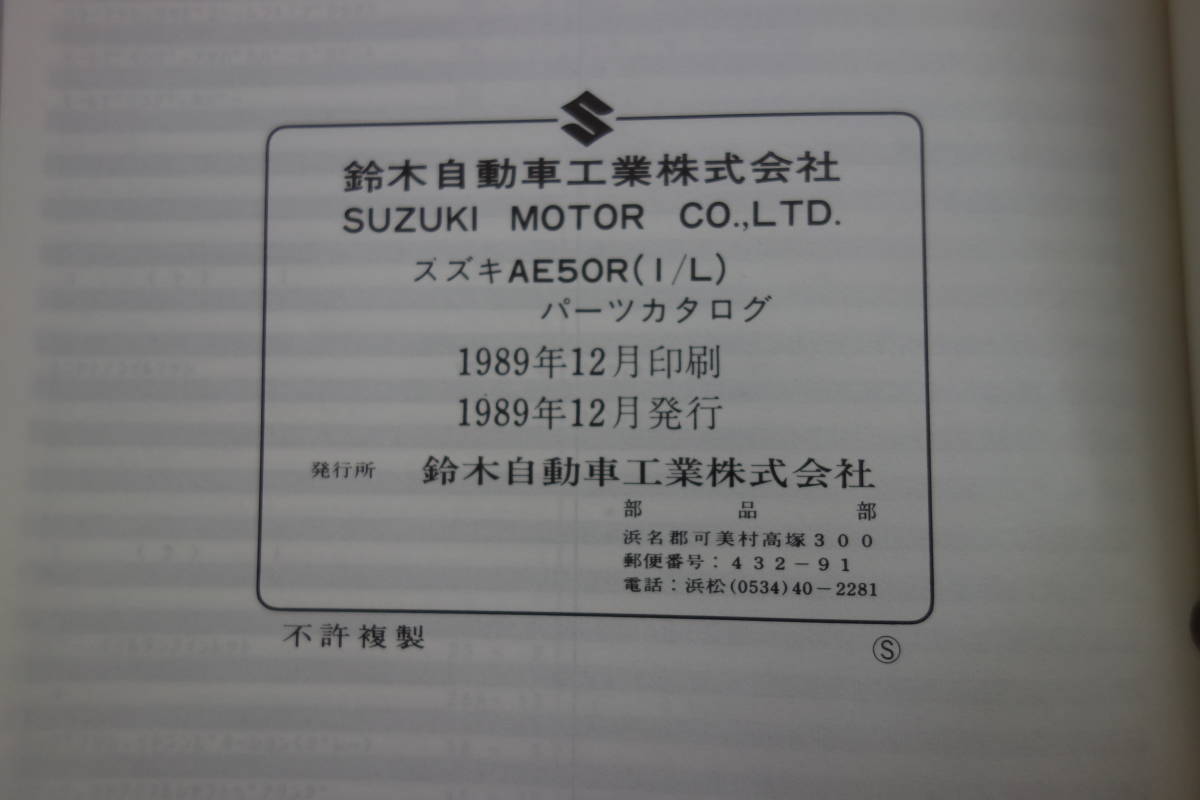 鈴木自動車工業株式会社
SUZUKI MOTOR CO.,LTD.
スズキAE50R(I/L)
パーツカタログ
1989年12月印刷
1989年12月発行
発行所 鈴木自動車工業株式会社
部品部
浜名郡可美村高塚300
郵便番号：432-91
電話：浜松(0534)40-2281
不許複製
Ⓢ